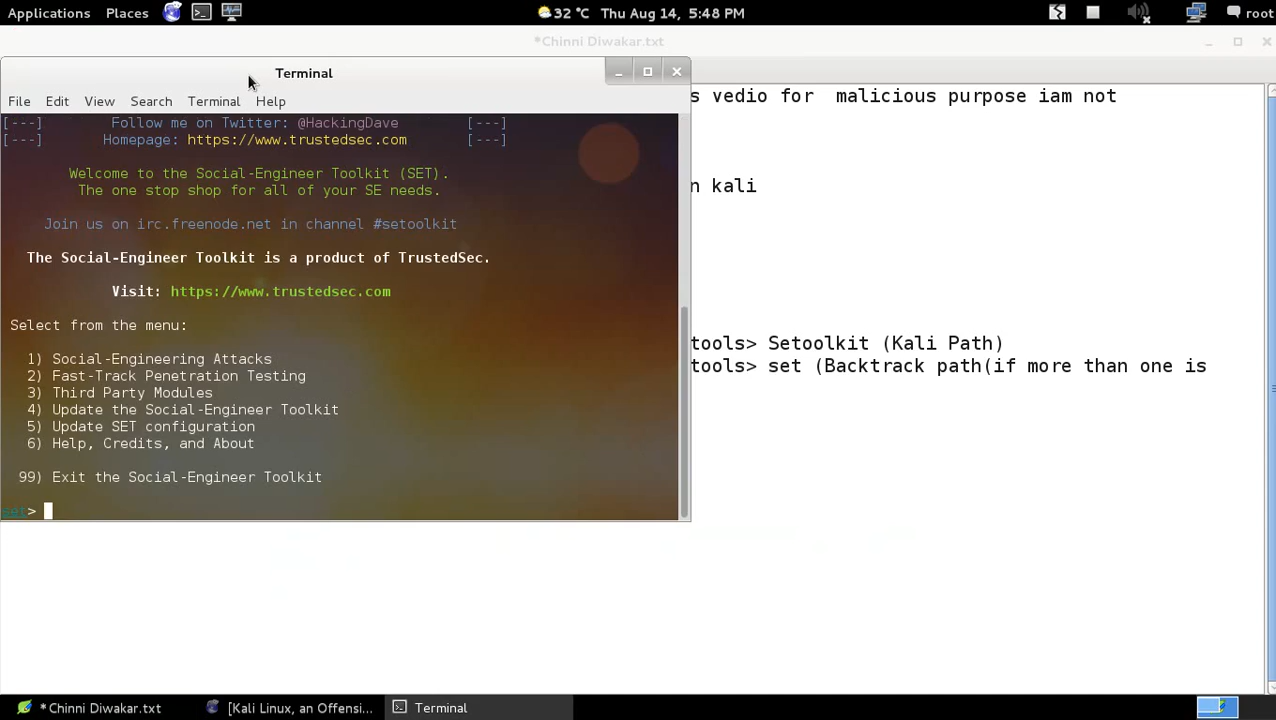 Applications Places 32 °C Thu Aug 14, 5:48 PM root
*Chinni Diwakar.txt
Terminal
File Edit View Search Terminal Help
s vedio for  malicious purpose iam not
[---] Follow me on Twitter: @HackingDave [---]
[---] Homepage: https://www.trustedsec.com [---]
Welcome to the Social-Engineer Toolkit (SET).
The one stop shop for all of your SE needs.
n kali
Join us on irc.freenode.net in channel #setoolkit
The Social-Engineer Toolkit is a product of TrustedSec.
Visit: https://www.trustedsec.com
Select from the menu:
tools> Setoolkit (Kali Path)
tools> set (Backtrack path(if more than one is
1) Social-Engineering Attacks
2) Fast-Track Penetration Testing
3) Third Party Modules
4) Update the Social-Engineer Toolkit
5) Update SET configuration
6) Help, Credits, and About
99) Exit the Social-Engineer Toolkit
set>
*Chinni Diwakar.txt [Kali Linux, an Offensi... Terminal